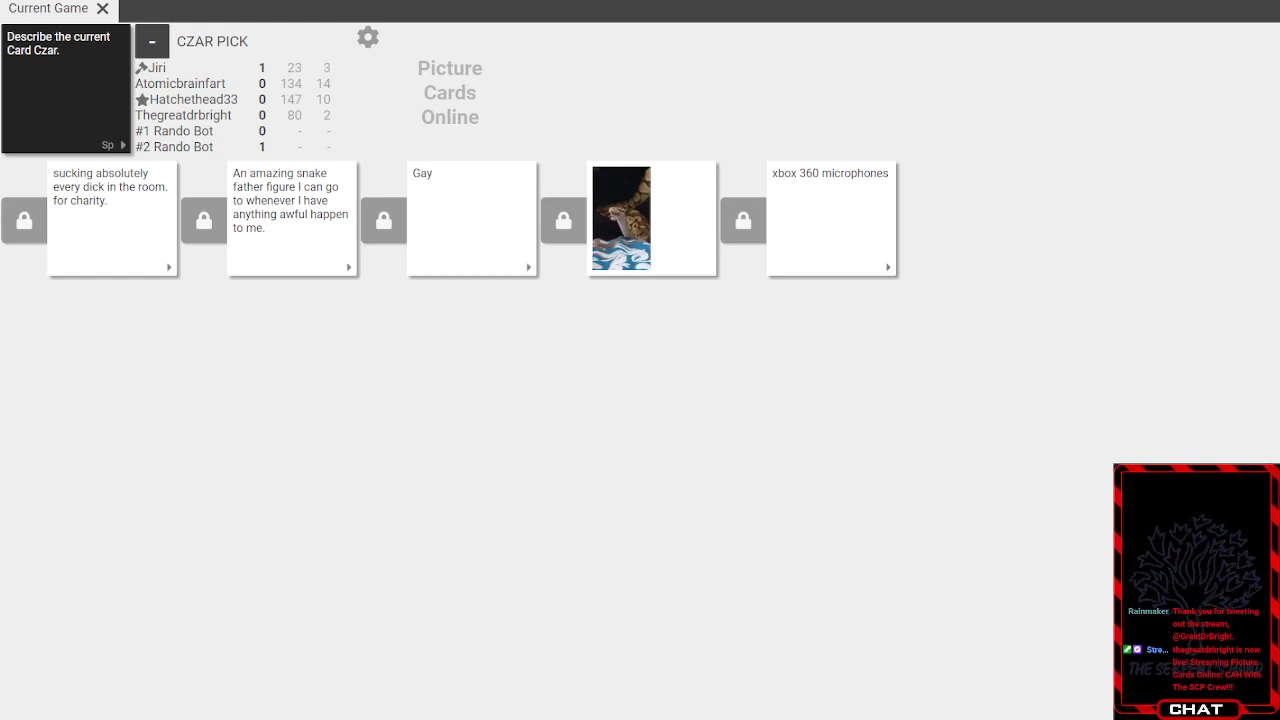 Current Game
Describe the current
Card Czar.
Sp
-
CZAR PICK
Jiri 1 23 3
Atomicbrainfart 0 134 14
Hatchethead33 0 147 10
Thegreatdrbright 0 80 2
#1 Rando Bot 0 - -
#2 Rando Bot 1 - -
Picture
Cards
Online
sucking absolutely
every dick in the room.
for charity.
An amazing snake
father figure I can go
to whenever I have
anything awful happen
to me.
Gay
xbox 360 microphones
Rainmaker Thank you for tweeting
out the stream,
@GreatDrBright.
Stre... thegreatdrbright is now
live! Streaming Picture
Cards Online: CAH With
The SCP Crew!!!
THE SERPENT'S
CHAT